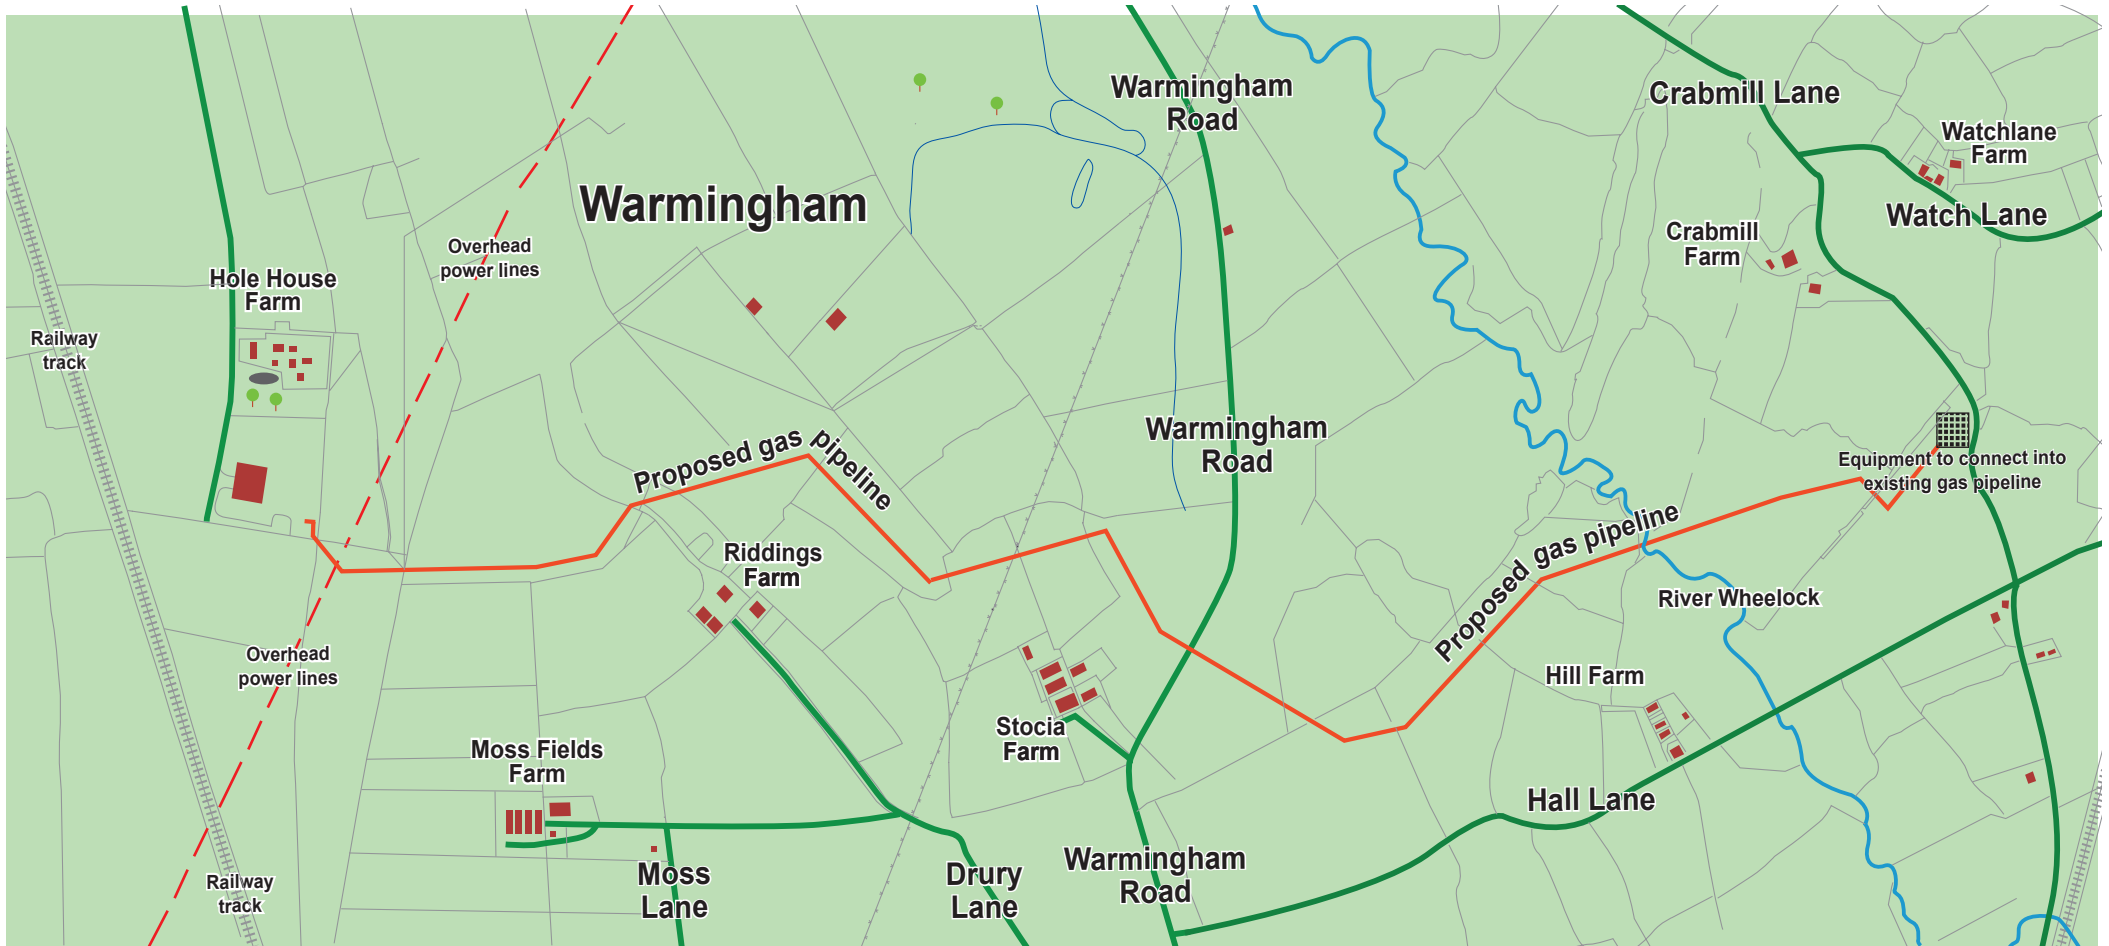 Warmingham
Road
Crabmill Lane
Watchlane
Farm
Warmingham
Watch Lane
Crabmill
Farm
Overhead
power lines
Hole House
Farm
Railway
track
Warmingham
Road
Proposed gas pipeline
Equipment to connect into
existing gas pipeline
Proposed gas pipeline
Riddings
Farm
River Wheelock
Overhead
power lines
Hill Farm
Stocia
Farm
Moss Fields
Farm
Hall Lane
Warmingham
Road
Moss
Lane
Drury
Lane
Railway
track